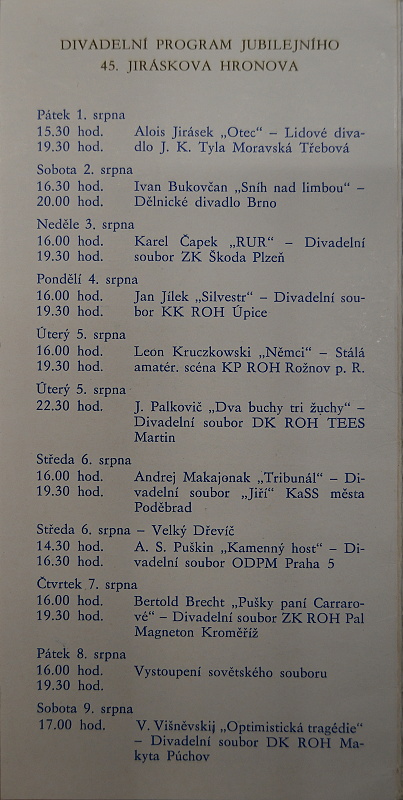 DIVADELNÍ PROGRAM JUBILEJNÍHO
45. JIRÁSKOVA HRONOVA
Pátek 1. srpna
15.30 hod. Alois Jirásek „Otec“ – Lidové diva-
19.30 hod. dlo J. K. Tyla Moravská Třebová
Sobota 2. srpna
16.30 hod. Ivan Bukovčan „Sníh nad limbou“ –
20.00 hod. Dělnické divadlo Brno
Neděle 3. srpna
16.00 hod. Karel Čapek „RUR“ – Divadelní
19.30 hod. soubor ZK Škoda Plzeň
Pondělí 4. srpna
16.00 hod. Jan Jílek „Silvestr“ – Divadelní sou-
19.30 hod. bor KK ROH Úpice
Úterý 5. srpna
16.00 hod. Leon Kruczkowski „Němci“ – Stálá
19.30 hod. amatér. scéna KP ROH Rožnov p. R.
Úterý 5. srpna
22.30 hod. J. Palkovič „Dva buchy tri žuchy“ –
Divadelní soubor DK ROH TEES
Martin
Středa 6. srpna
16.00 hod. Andrej Makajonak „Tribunál“ – Di-
19.30 hod. vadelní soubor „Jiří“ KaSS města
Poděbrad
Středa 6. srpna – Velký Dřevíč
14.30 hod. A. S. Puškin „Kamenný host“ – Di-
16.30 hod. vadelní soubor ODPM Praha 5
Čtvrtek 7. srpna
16.00 hod. Bertold Brecht „Pušky paní Carraro-
19.30 hod. vé“ – Divadelní soubor ZK ROH Pal
Magneton Kroměříž
Pátek 8. srpna
16.00 hod. Vystoupení sovětského souboru
19.30 hod.
Sobota 9. srpna
17.00 hod. V. Višněvskij „Optimistická tragédie“
– Divadelní soubor DK ROH Ma-
kyta Púchov